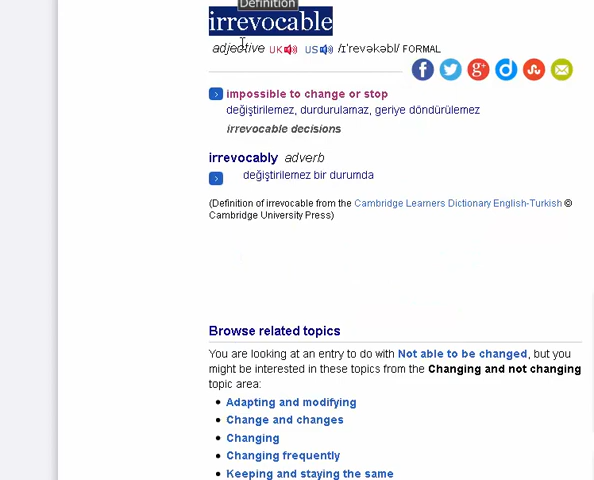 Definition
irrevocable
adjective UK US /ɪˈrevəkəbl/ FORMAL
impossible to change or stop
değiştirilemez, durdurulamaz, geriye döndürülemez
irrevocable decisions
irrevocably adverb
değiştirilemez bir durumda
(Definition of irrevocable from the Cambridge Learners Dictionary English-Turkish ©
Cambridge University Press)
Browse related topics
You are looking at an entry to do with Not able to be changed, but you
might be interested in these topics from the Changing and not changing
topic area:
• Adapting and modifying
• Change and changes
• Changing
• Changing frequently
• Keeping and staying the same